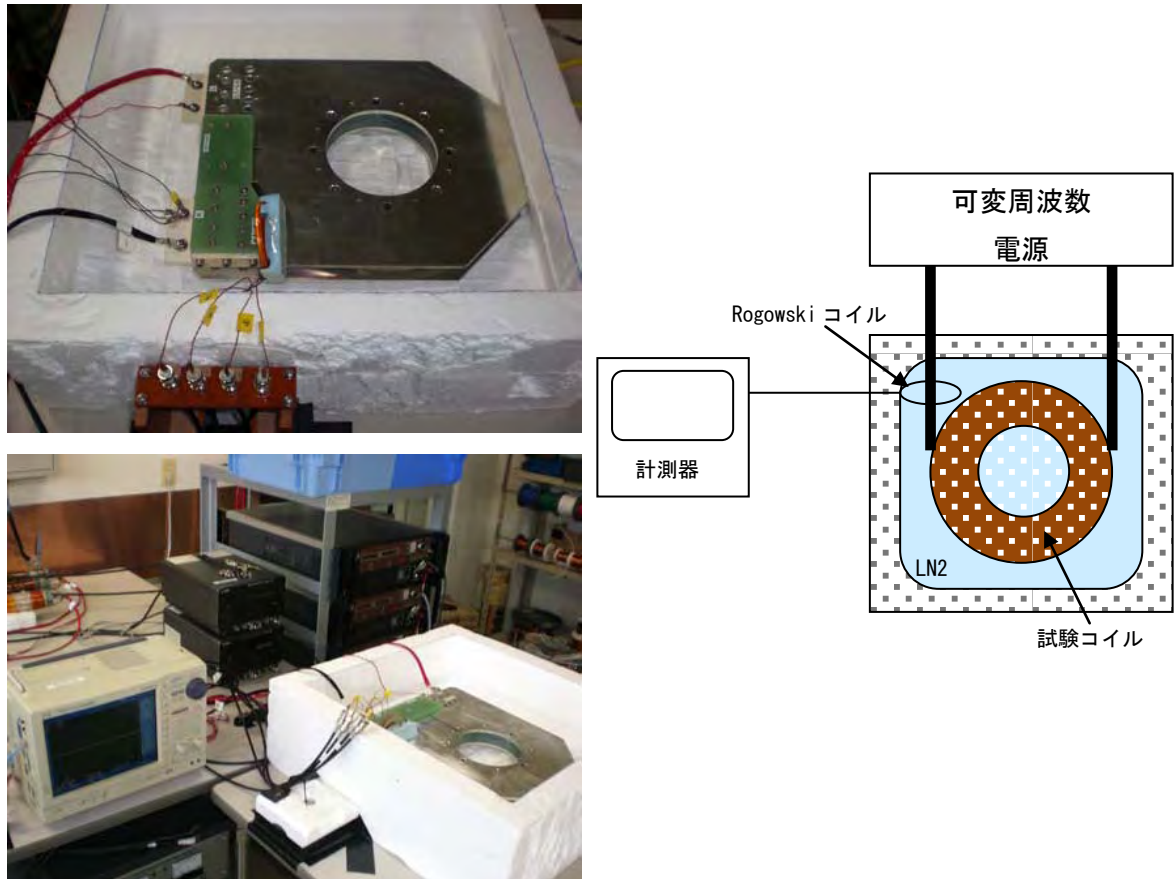 可変周波数
電源
Rogowski コイル
計測器
LN2
試験コイル